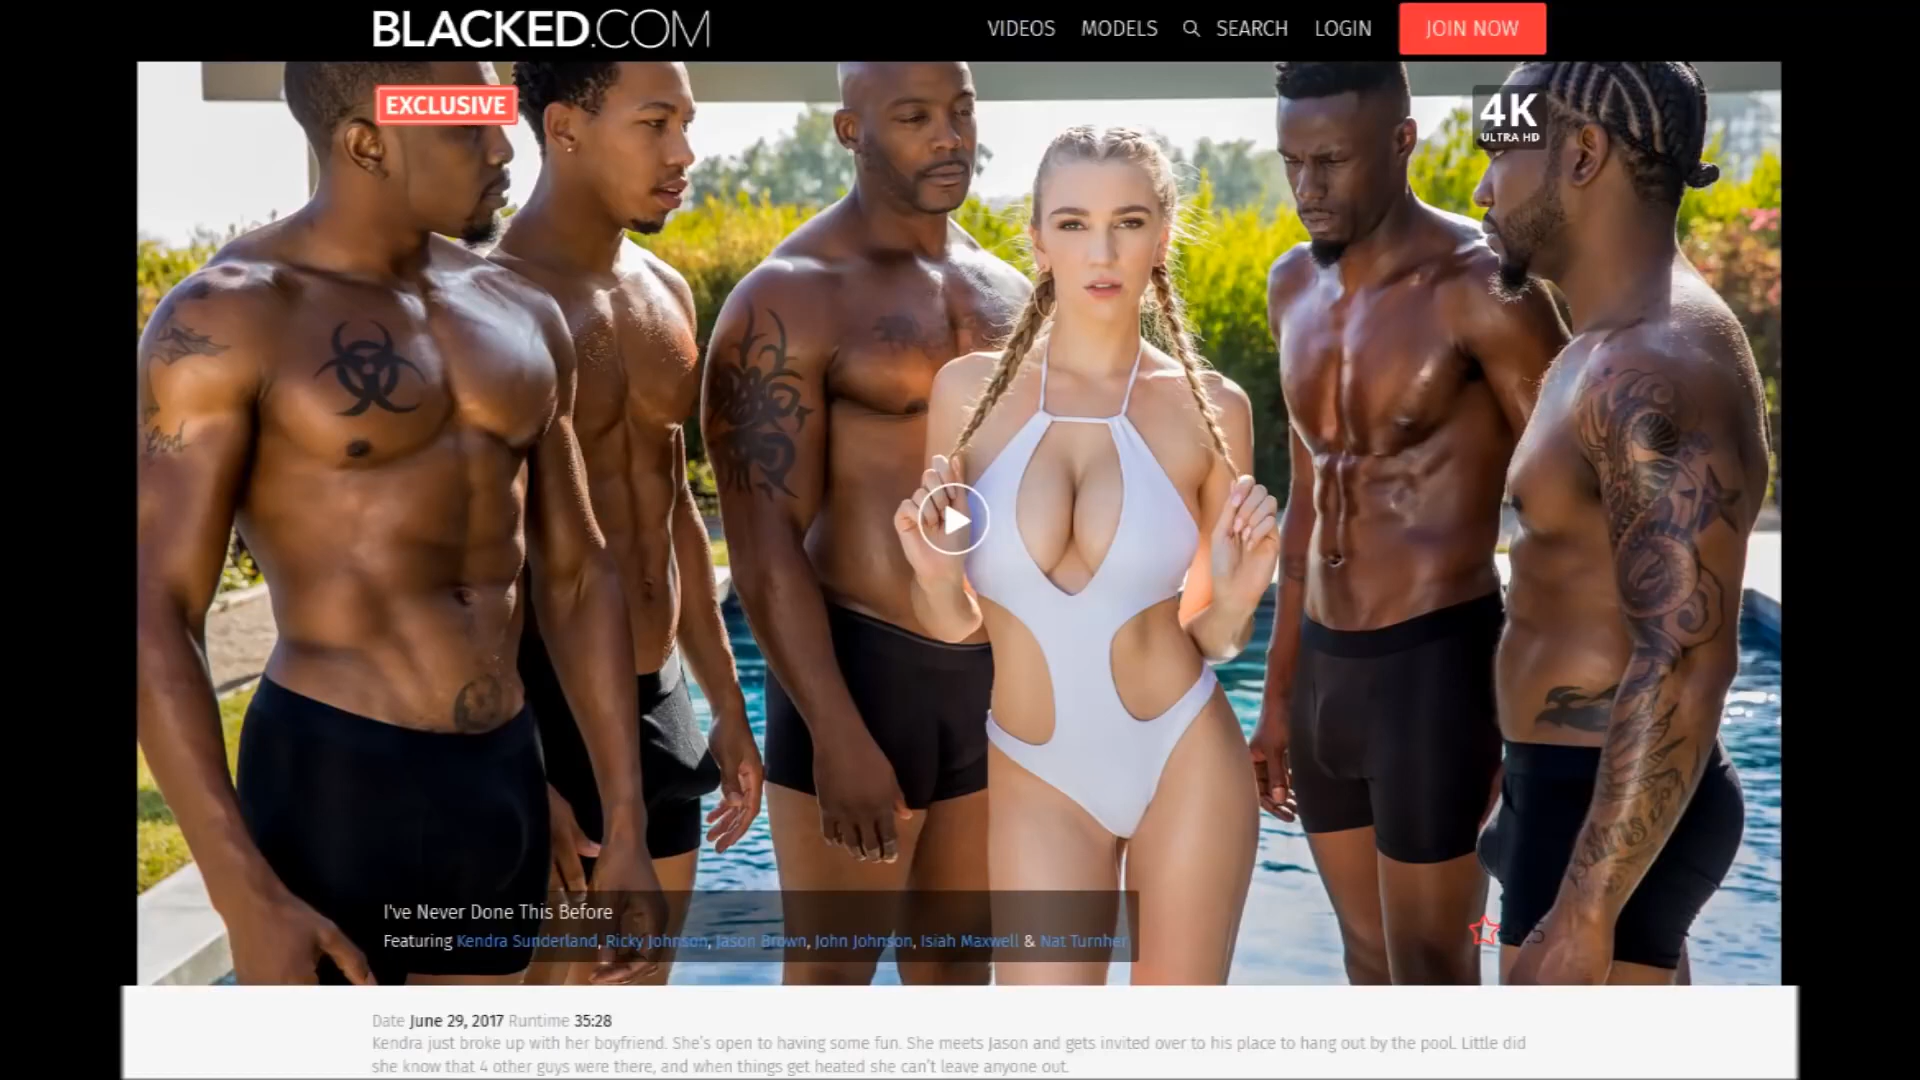 BLACKED.COM
VIDEOS MODELS SEARCH LOGIN JOIN NOW
EXCLUSIVE
4K
ULTRA HD
God
I've Never Done This Before
Featuring Kendra Sunderland, Ricky Johnson, Jason Brown, John Johnson, Isiah Maxwell & Nat Turnher
Date June 29, 2017 Runtime 35:28
Kendra just broke up with her boyfriend. She's open to having some fun. She meets Jason and gets invited over to his place to hang out by the pool. Little did
she know that 4 other guys were there, and when things get heated she can't leave anyone out.